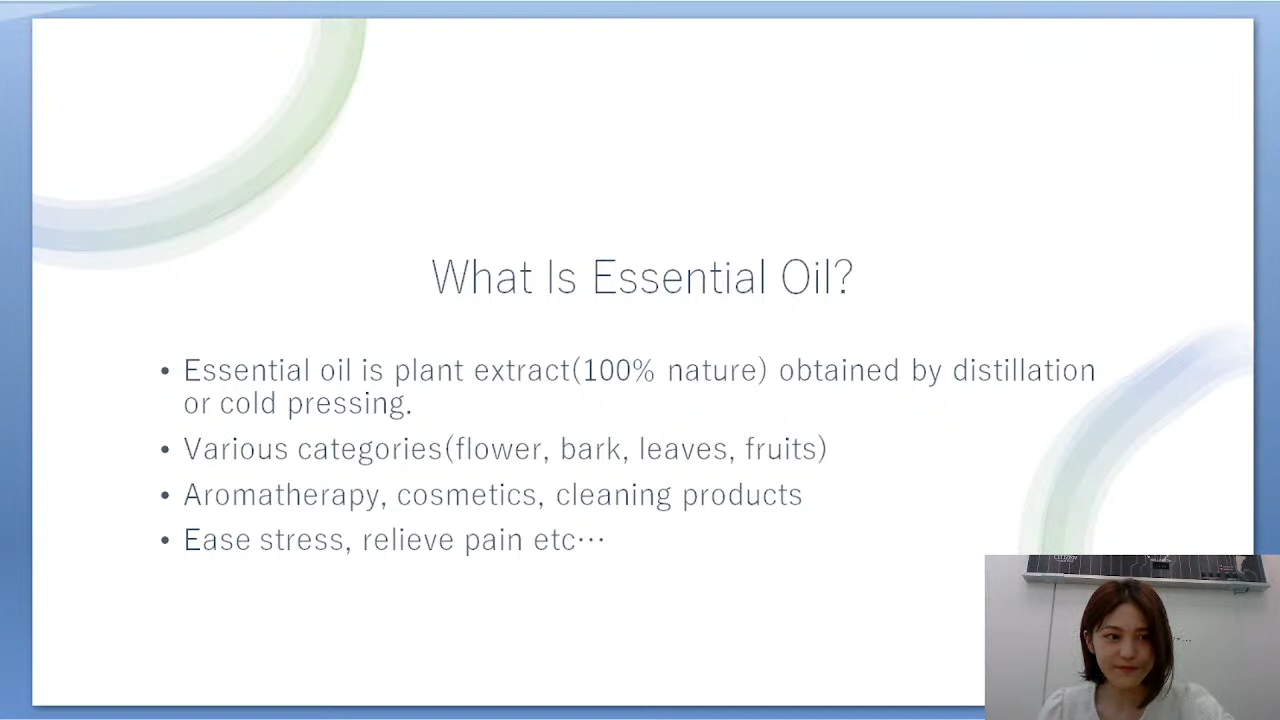 What Is Essential Oil?
• Essential oil is plant extract(100% nature) obtained by distillation
or cold pressing.
• Various categories(flower, bark, leaves, fruits)
• Aromatherapy, cosmetics, cleaning products
• Ease stress, relieve pain etc…
CITIZEN